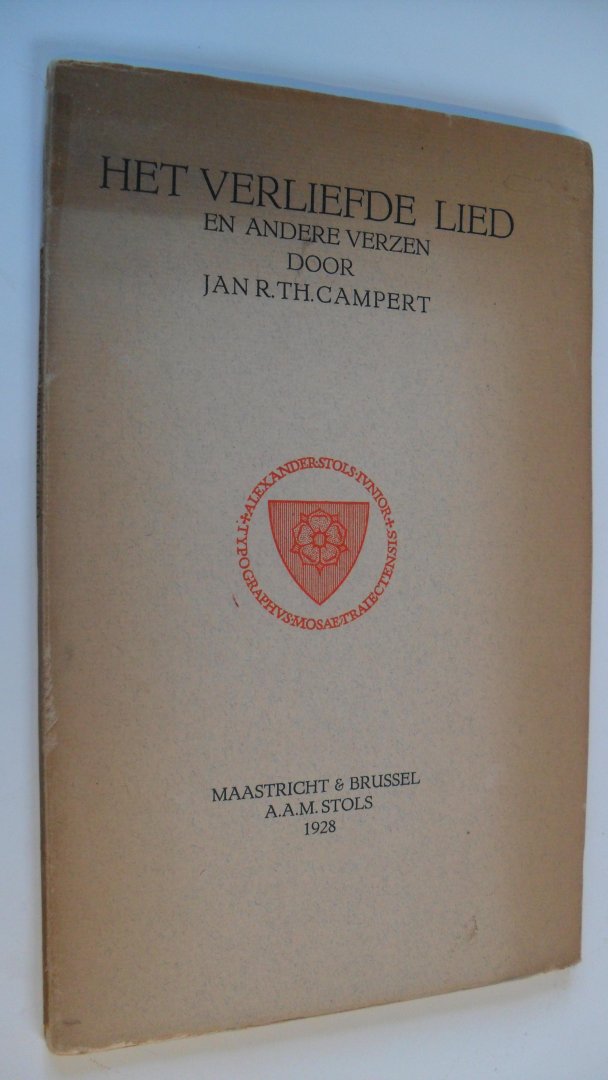 HET VERLIEFDE LIED
EN ANDERE VERZEN
DOOR
JAN R. TH. CAMPERT
ALEXANDER·STOLS·IVNIOR
TYPOGRAPHVS·MOSAE·TRAIECTENSIS
MAASTRICHT & BRUSSEL
A.A.M. STOLS
1928